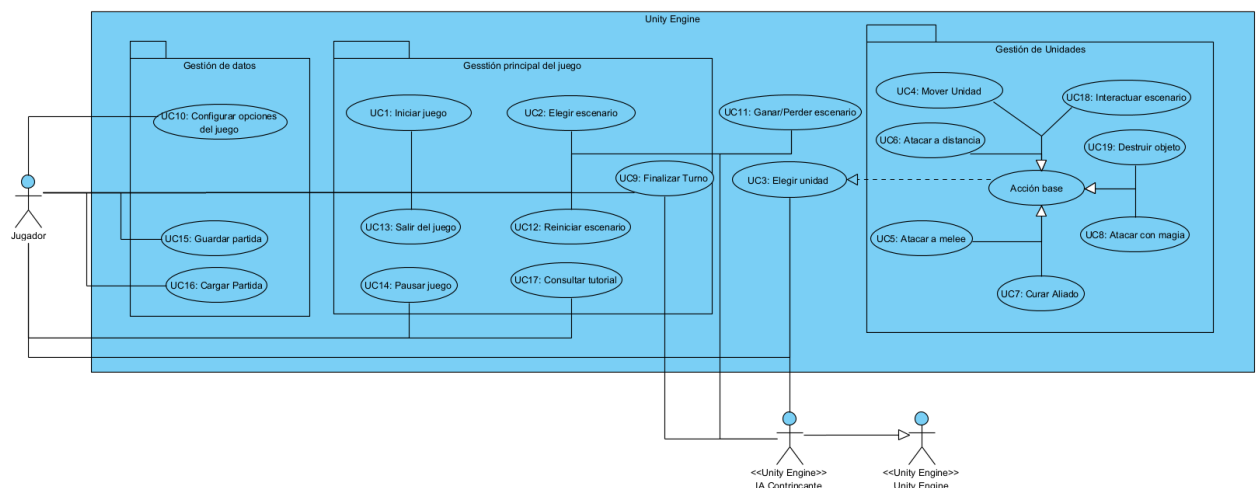 Unity Engine
Gestión de datos
UC10: Configurar opciones
del juego
UC15: Guardar partida
UC16: Cargar Partida
Gesstión principal del juego
UC1: Iniciar juego
UC2: Elegir escenario
UC9: Finalizar Turno
UC13: Salir del juego
UC12: Reiniciar escenario
UC14: Pausar juego
UC17: Consultar tutorial
UC11: Ganar/Perder escenario
UC3: Elegir unidad
Gestión de Unidades
UC4: Mover Unidad
UC18: Interactuar escenario
UC6: Atacar a distancia
UC19: Destruir objeto
Acción base
UC5: Atacar a melee
UC8: Atacar con magia
UC7: Curar Aliado
Jugador
<<Unity Engine>>
IA Contrincante
<<Unity Engine>>
Unity Engine